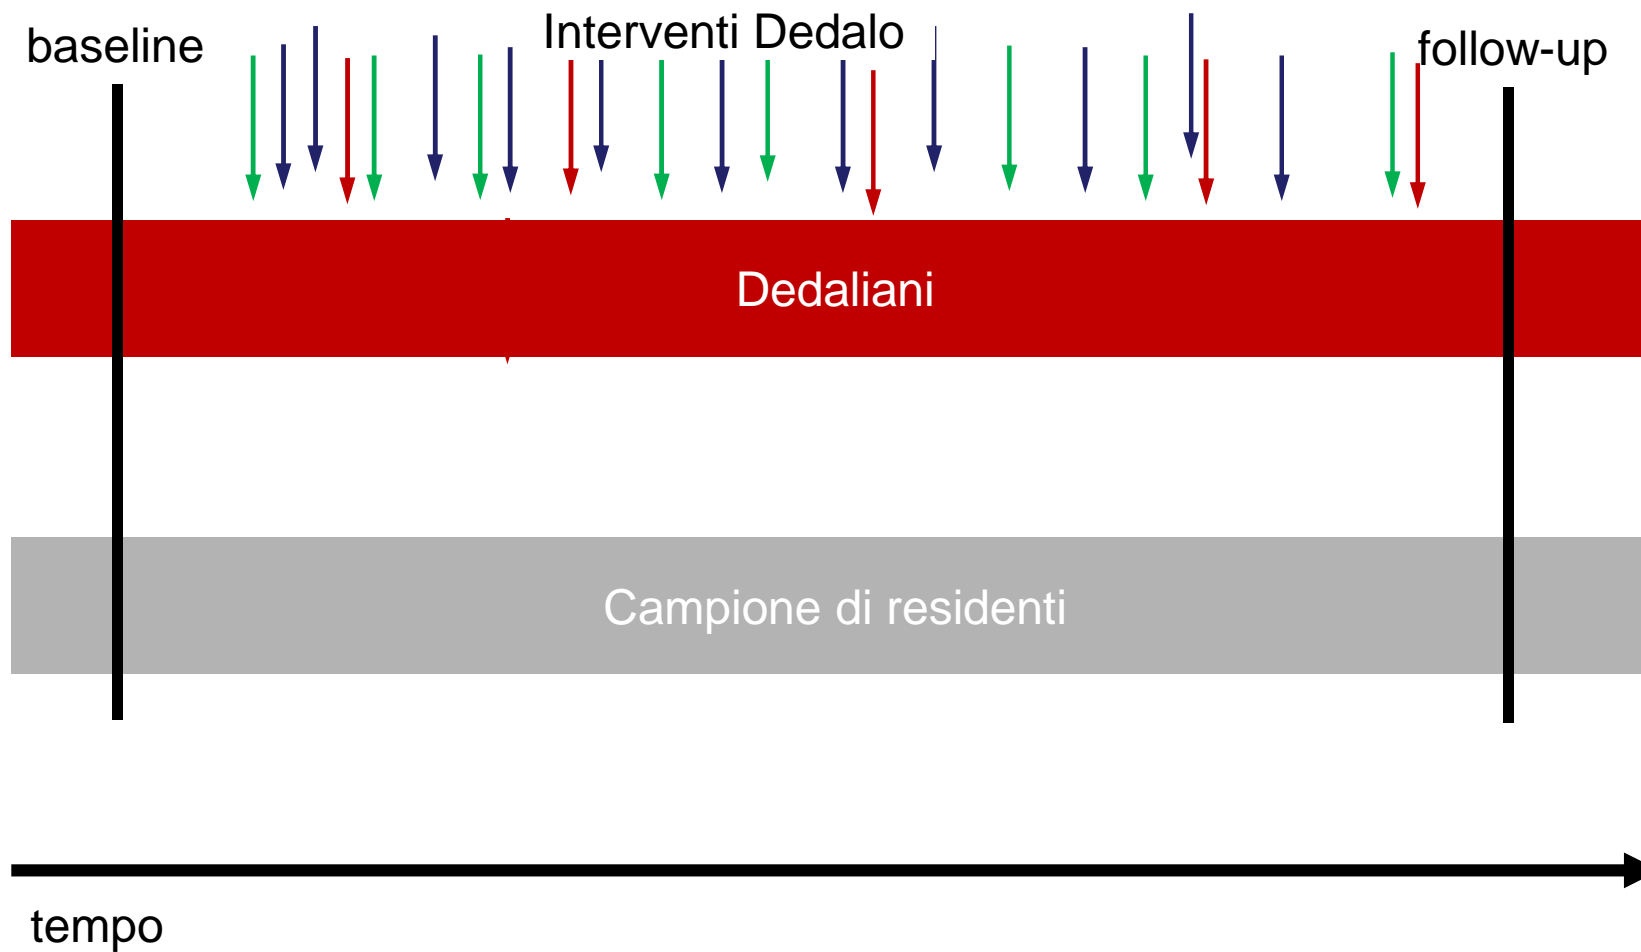 baseline
Interventi Dedalo
follow-up
Dedaliani
Campione di residenti
tempo